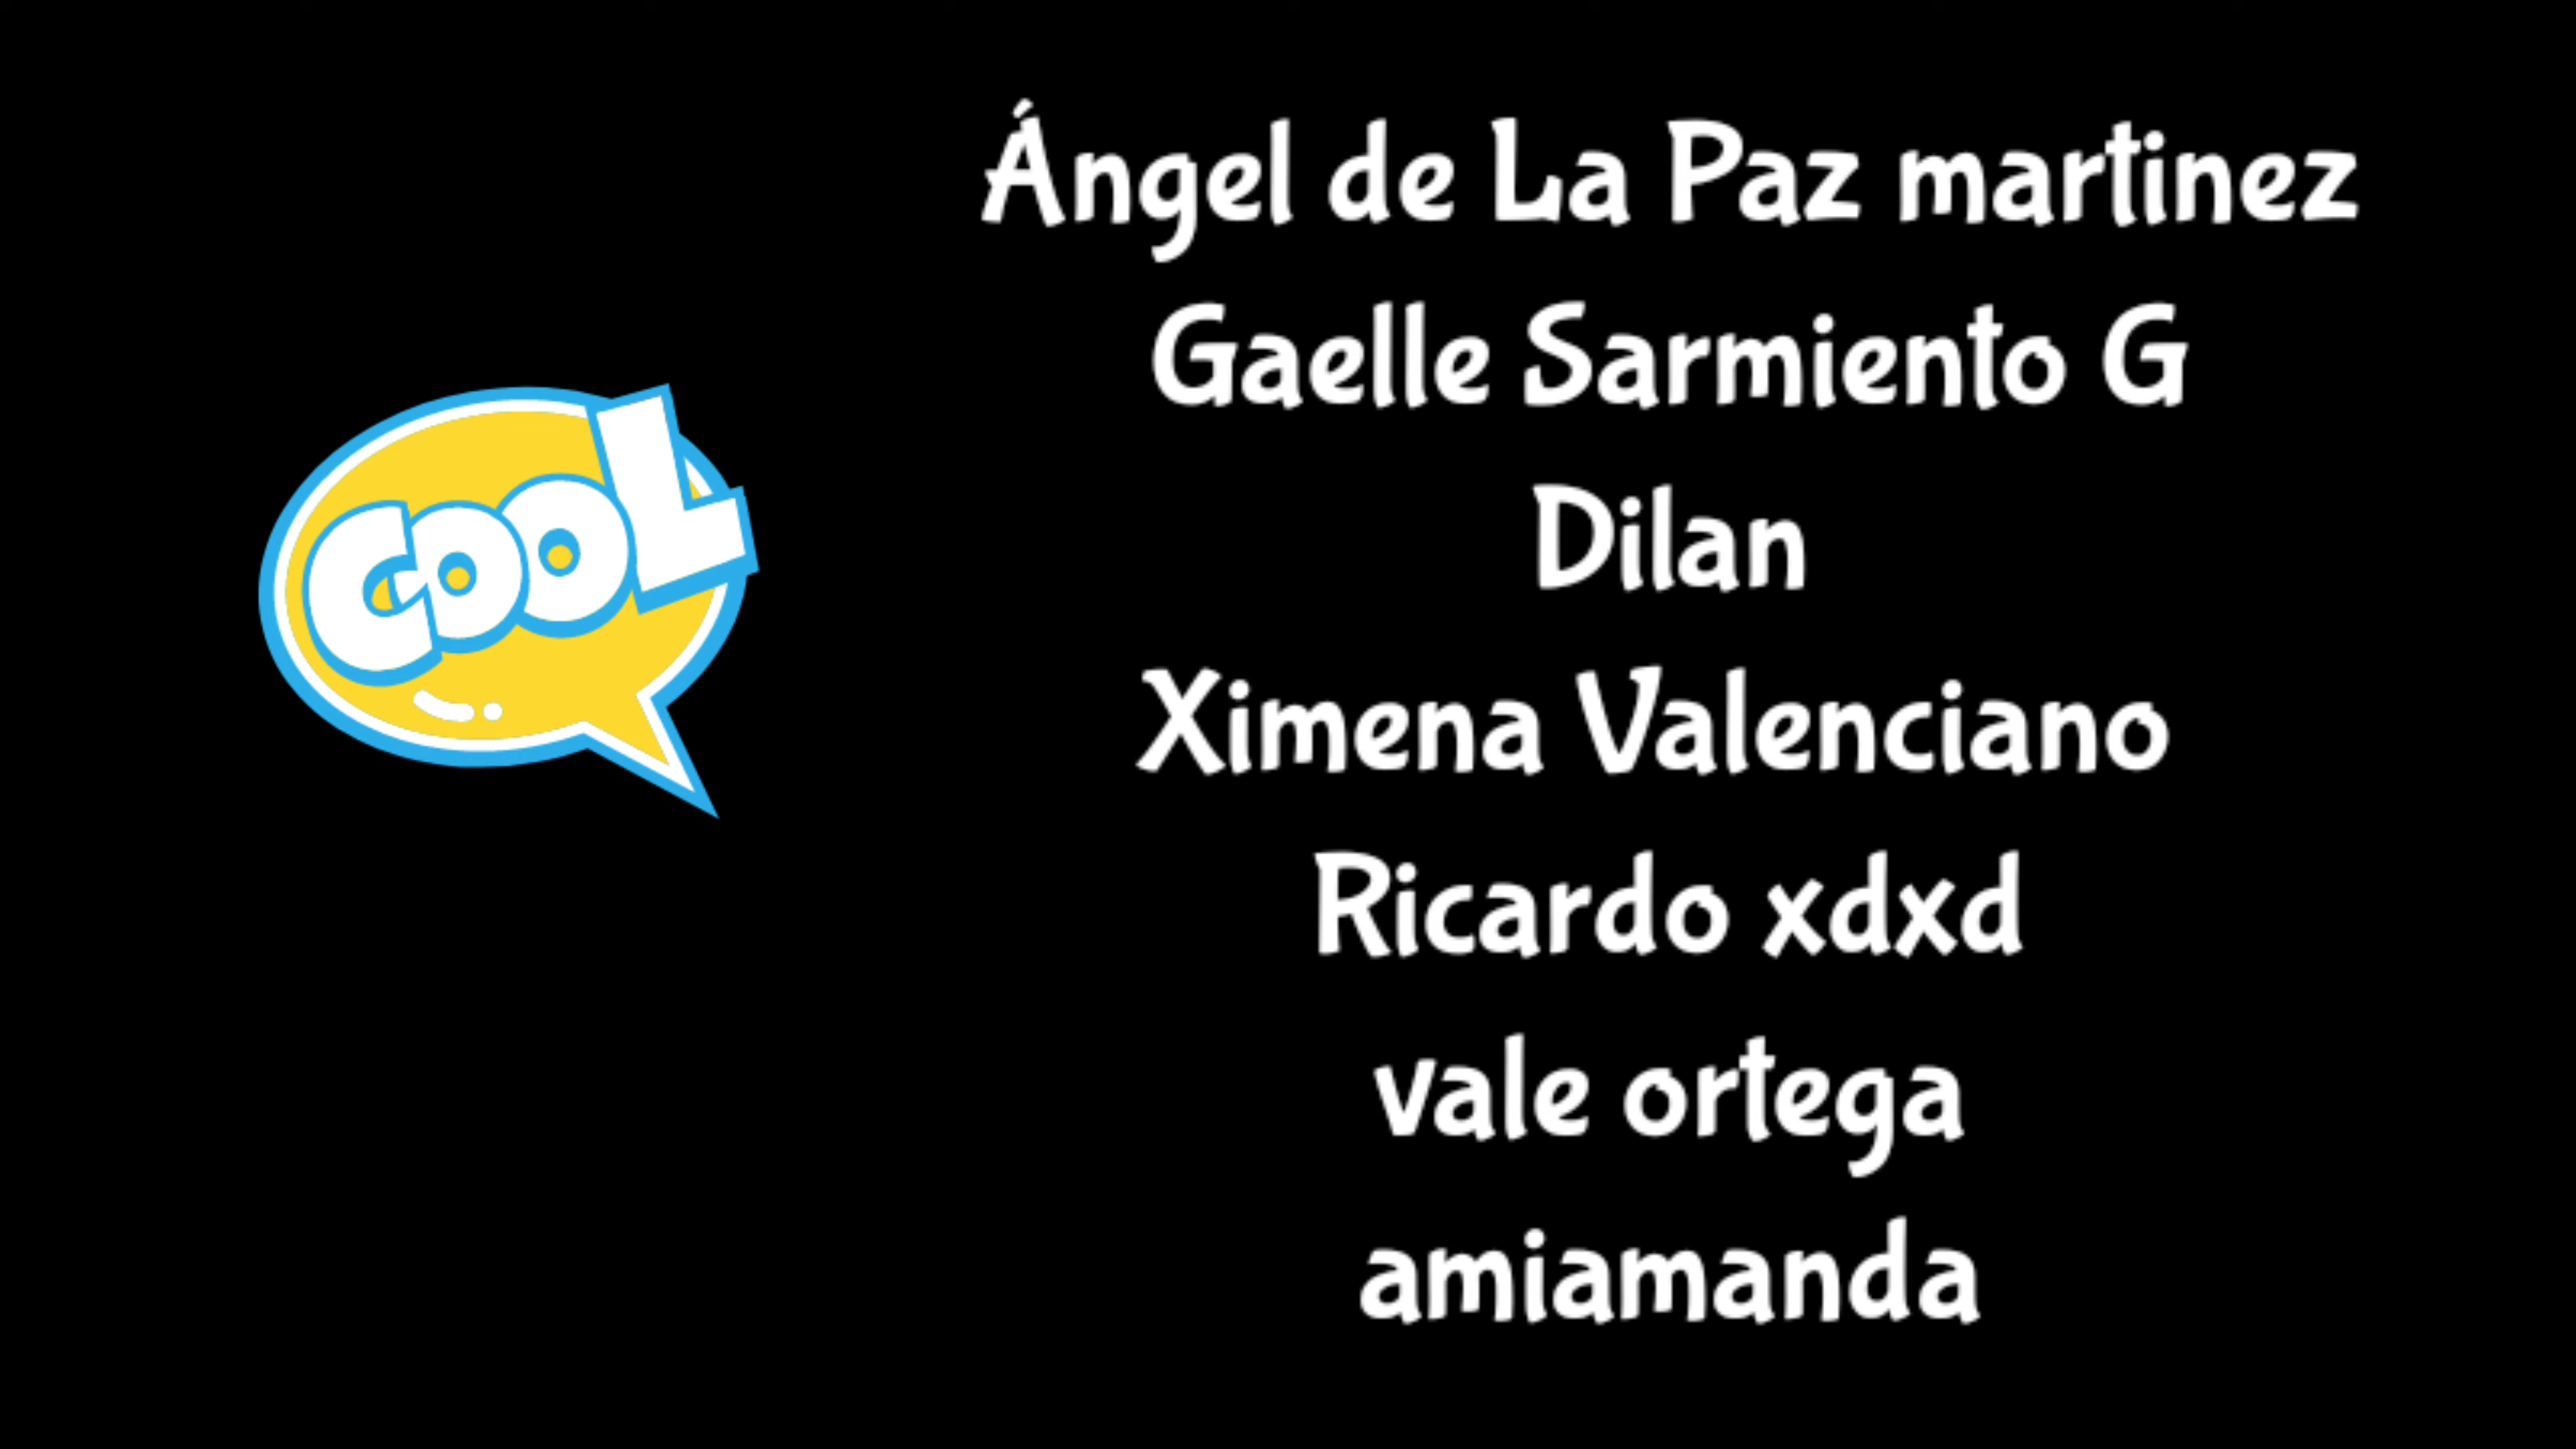 COOL
Ángel de La Paz martinez
Gaelle Sarmiento G
Dilan
Ximena Valenciano
Ricardo xdxd
vale ortega
amiamanda